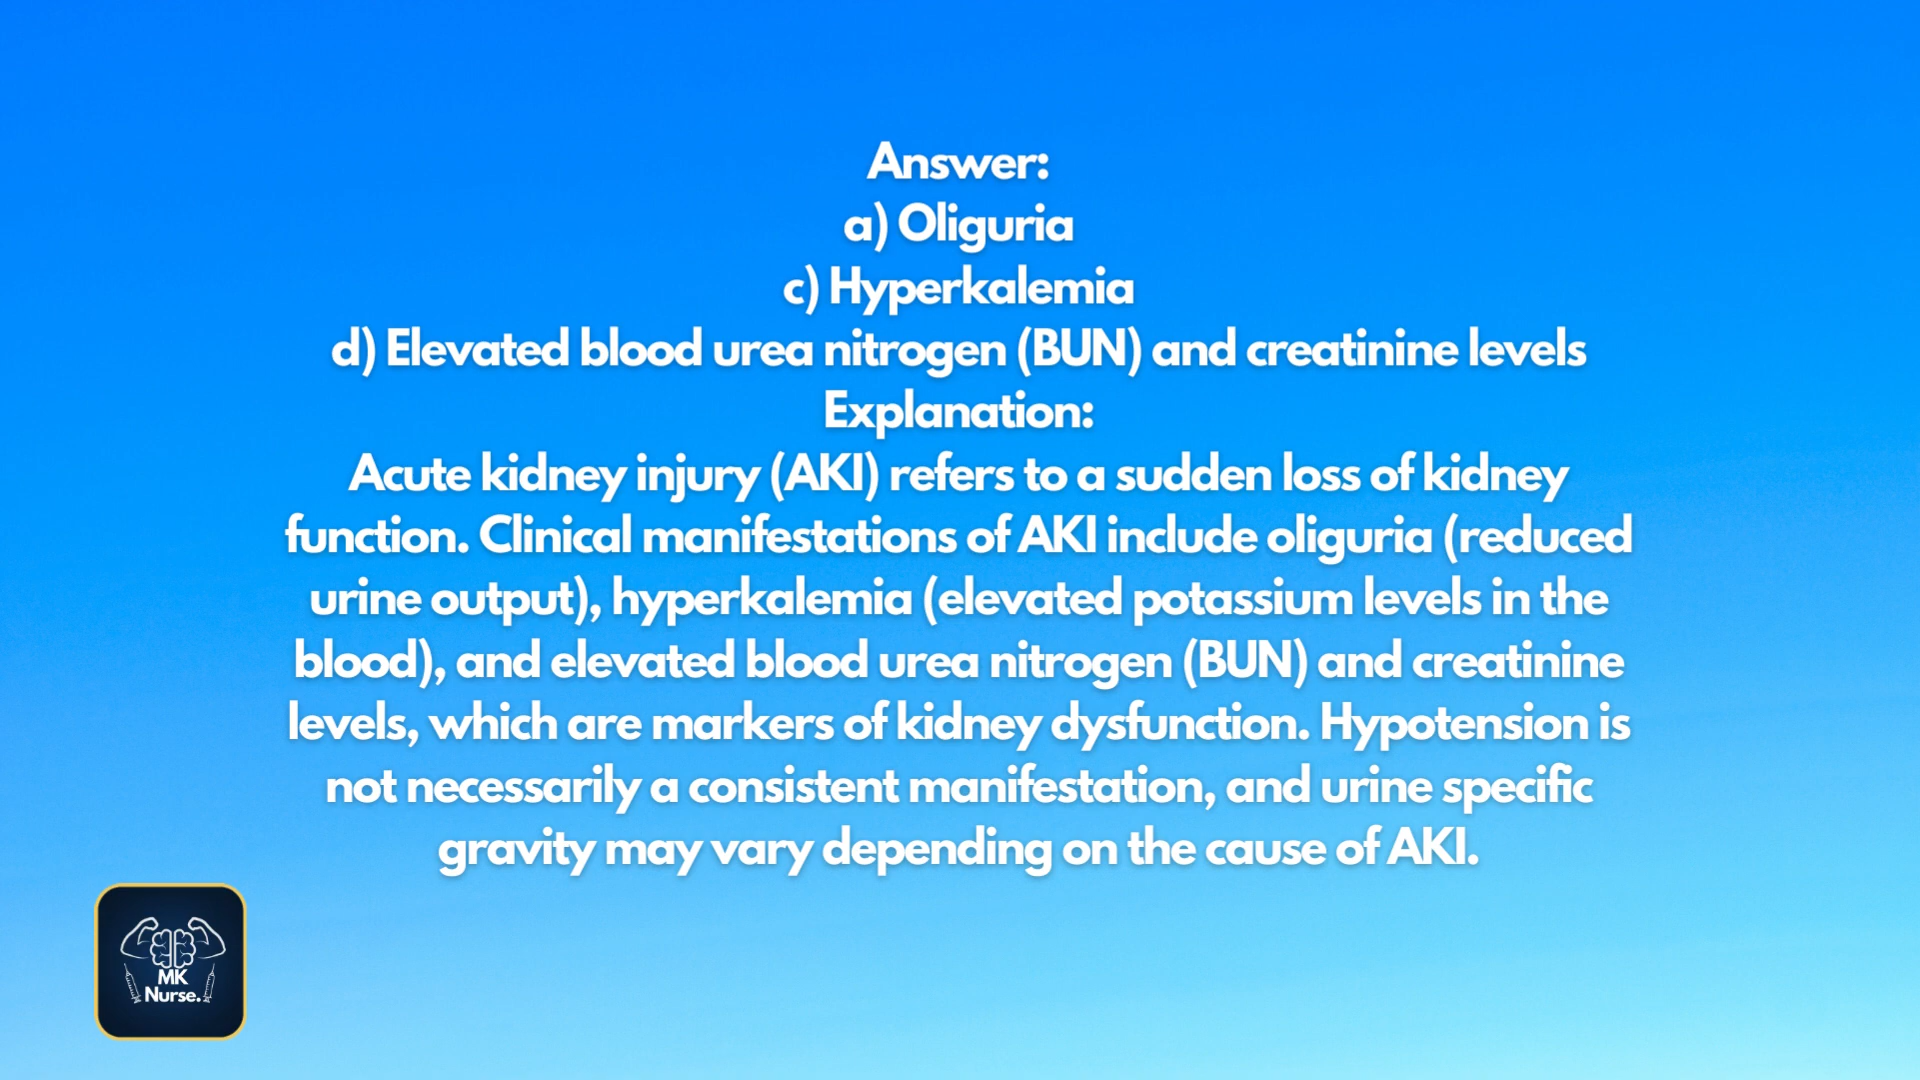 Answer:
a) Oliguria
c) Hyperkalemia
d) Elevated blood urea nitrogen (BUN) and creatinine levels
Explanation:
Acute kidney injury (AKI) refers to a sudden loss of kidney
function. Clinical manifestations of AKI include oliguria (reduced
urine output), hyperkalemia (elevated potassium levels in the
blood), and elevated blood urea nitrogen (BUN) and creatinine
levels, which are markers of kidney dysfunction. Hypotension is
not necessarily a consistent manifestation, and urine specific
gravity may vary depending on the cause of AKI.
MK
Nurse.